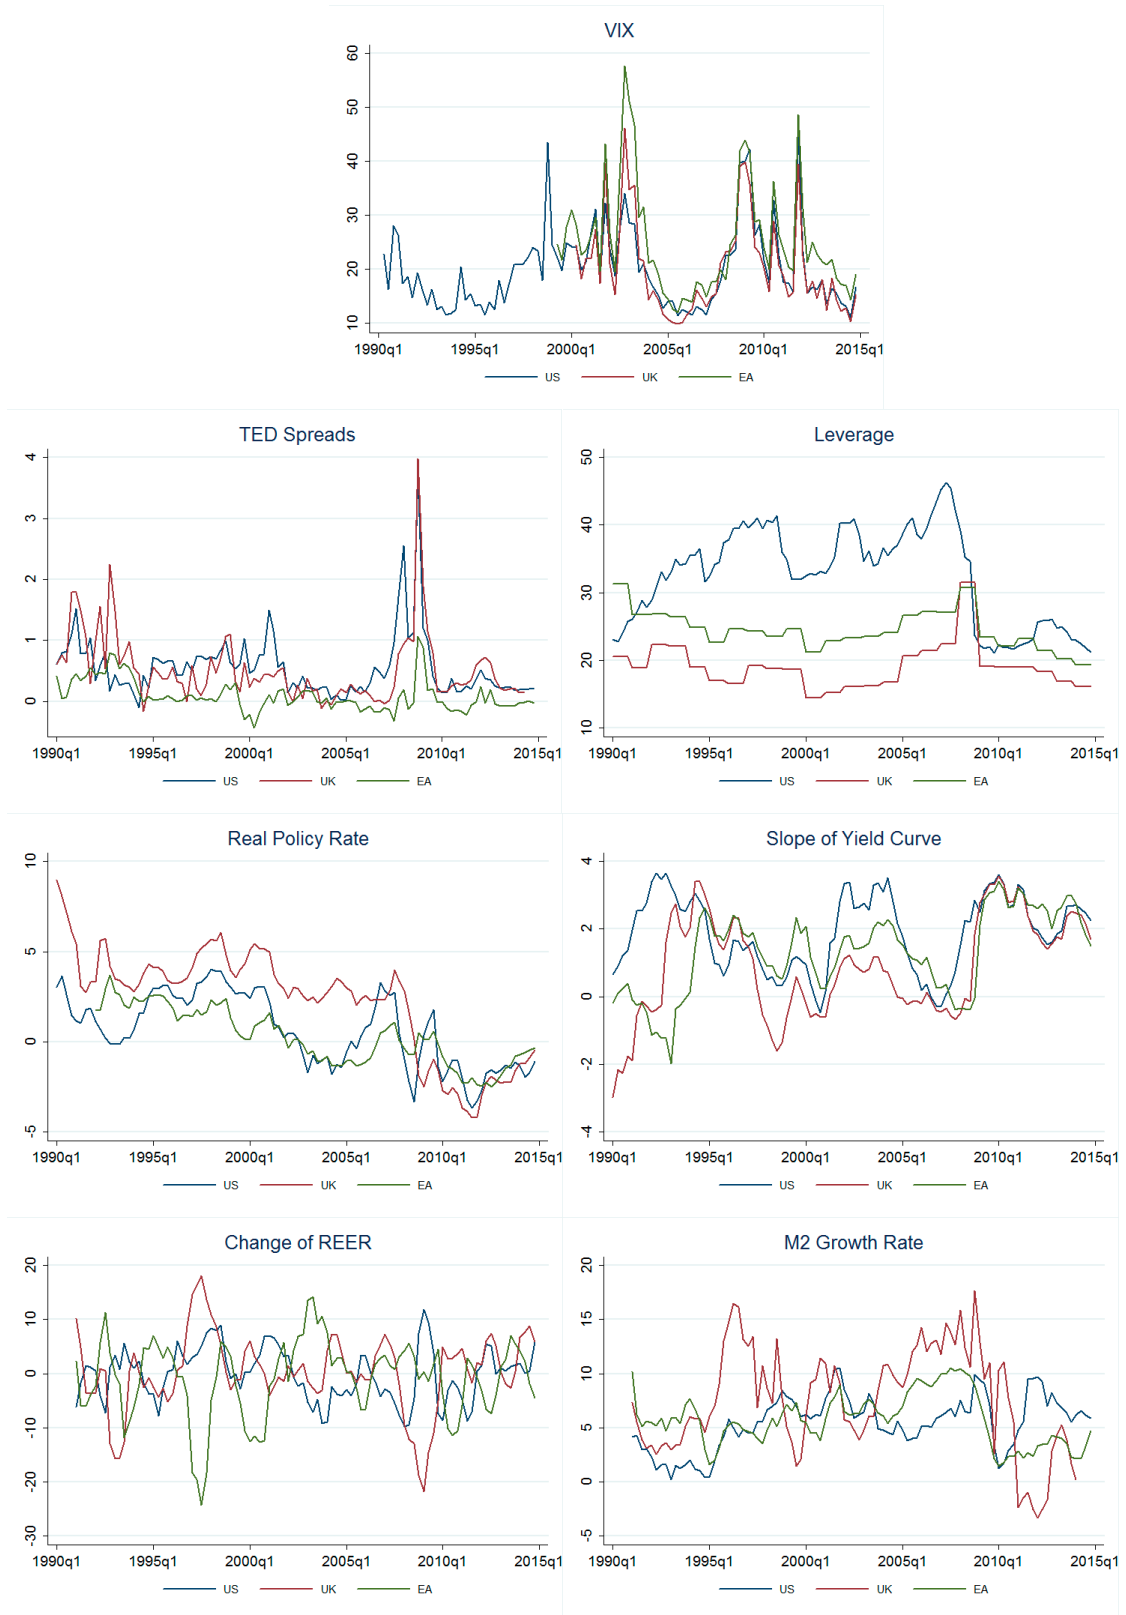 VIX
60
50
40
30
20
10
1990q1 1995q1 2000q1 2005q1 2010q1 2015q1
US UK EA
TED Spreads
4
3
2
1
0
1990q1 1995q1 2000q1 2005q1 2010q1 2015q1
US UK EA
Leverage
50
40
30
20
10
1990q1 1995q1 2000q1 2005q1 2010q1 2015q1
US UK EA
Real Policy Rate
10
5
0
-5
1990q1 1995q1 2000q1 2005q1 2010q1 2015q1
US UK EA
Slope of Yield Curve
4
2
0
-2
-4
1990q1 1995q1 2000q1 2005q1 2010q1 2015q1
US UK EA
Change of REER
20
10
0
-10
-20
-30
1990q1 1995q1 2000q1 2005q1 2010q1 2015q1
US UK EA
M2 Growth Rate
20
15
10
5
0
-5
1990q1 1995q1 2000q1 2005q1 2010q1 2015q1
US UK EA